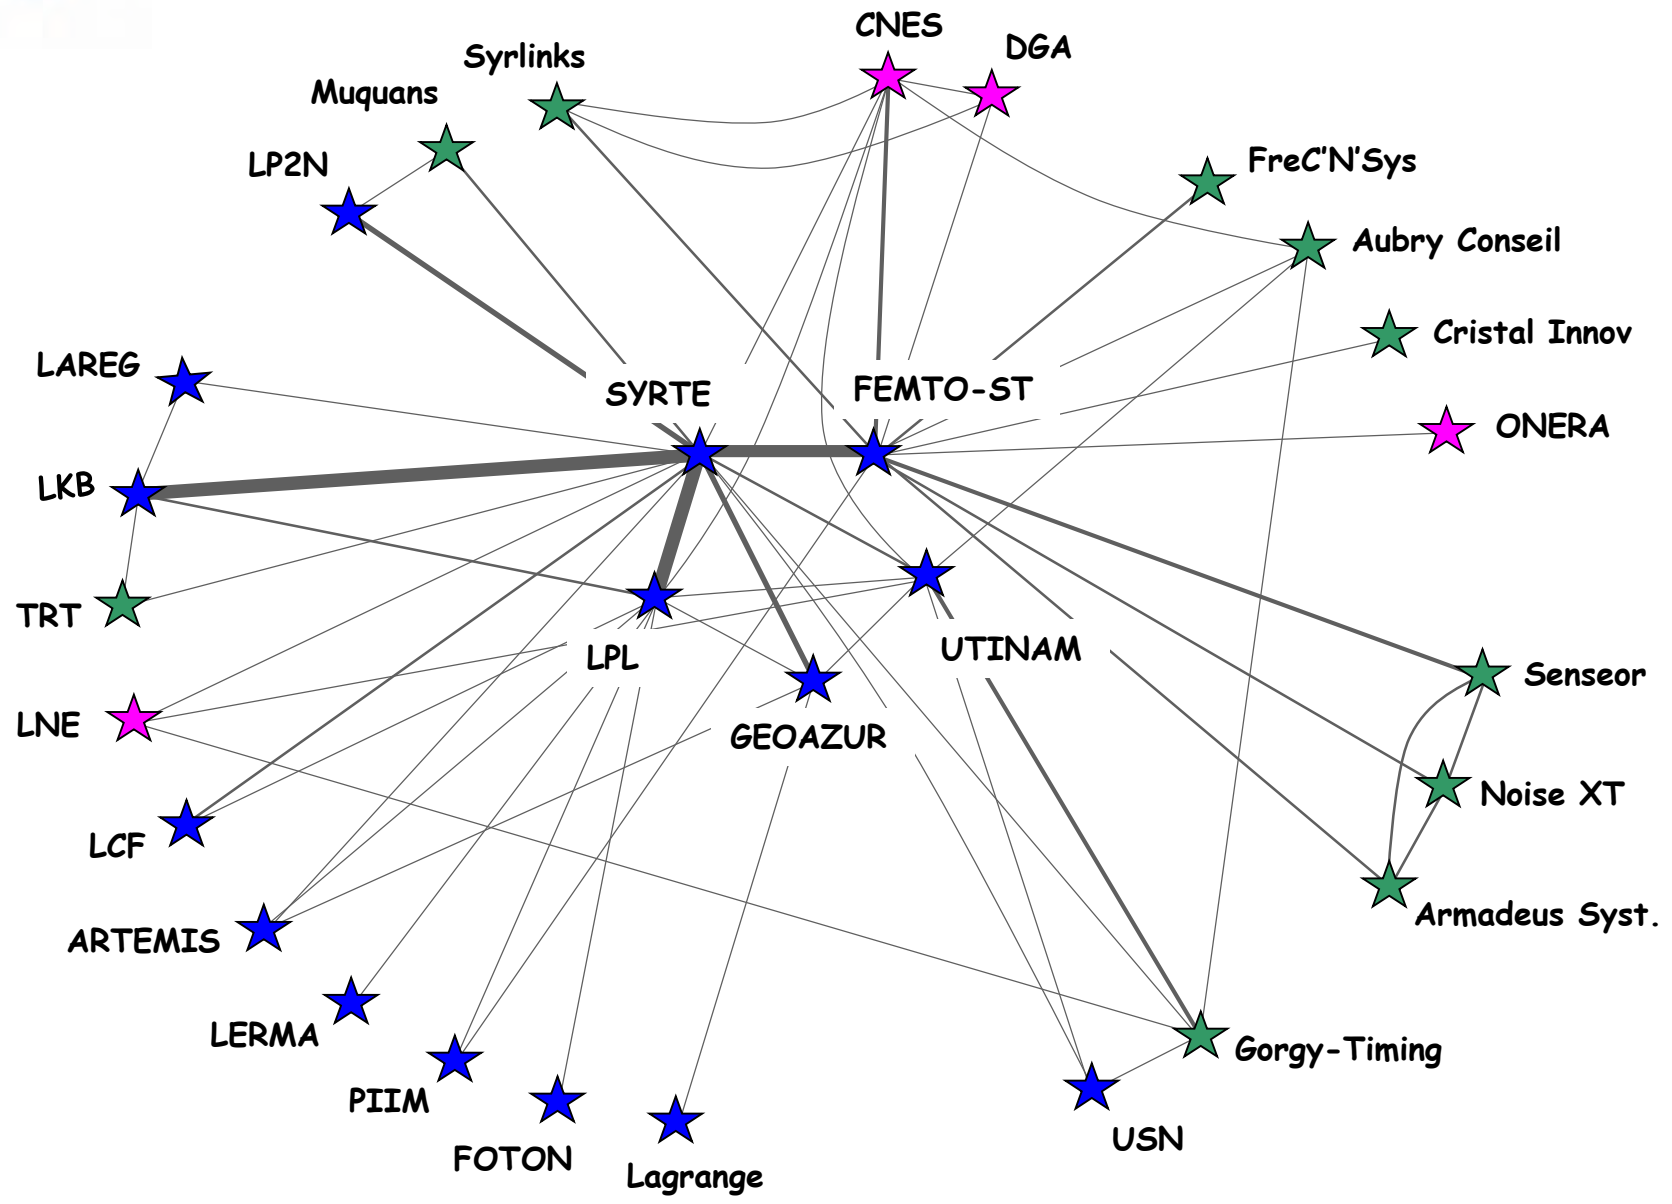 CNES
DGA
Syrlinks
Muquans
LP2N
FreC'N'Sys
Aubry Conseil
Cristal Innov
LAREG
SYRTE
FEMTO-ST
ONERA
LKB
TRT
LPL
UTINAM
Senseor
LNE
GEOAZUR
Noise XT
LCF
Armadeus Syst.
ARTEMIS
LERMA
Gorgy-Timing
PIIM
USN
FOTON
Lagrange